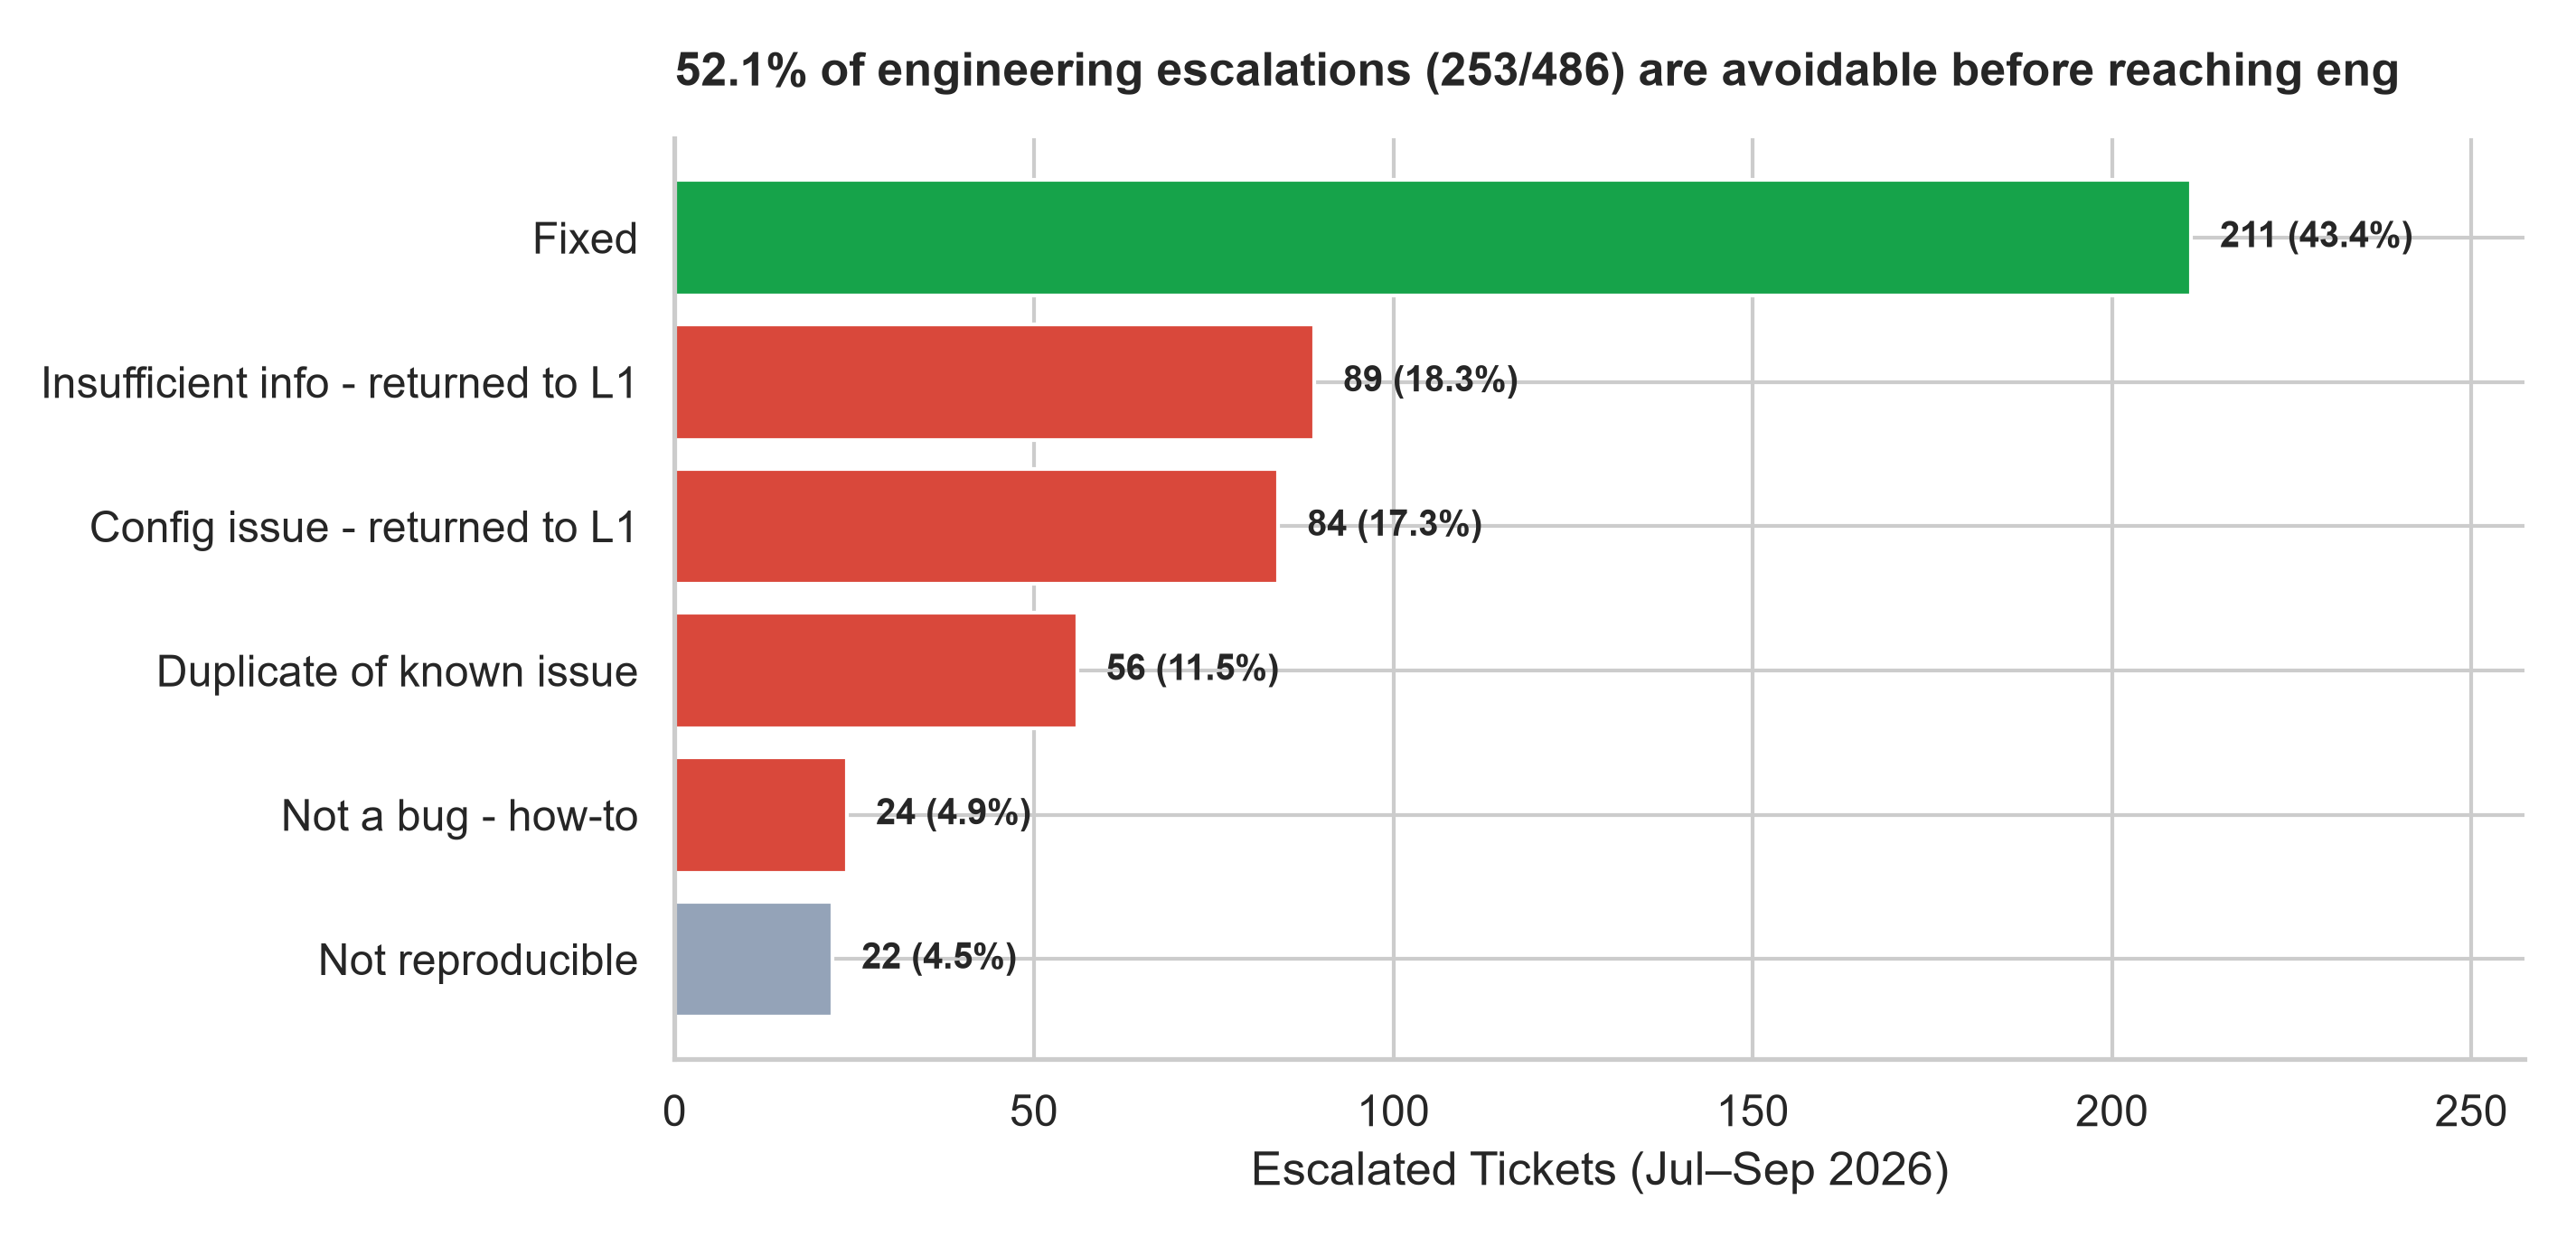 52.1% of engineering escalations (253/486) are avoidable before reaching eng
Fixed
211 (43.4%)
Insufficient info - returned to L1
89 (18.3%)
Config issue - returned to L1
84 (17.3%)
Duplicate of known issue
56 (11.5%)
Not a bug - how-to
24 (4.9%)
Not reproducible
22 (4.5%)
0 50 100 150 200 250
Escalated Tickets (Jul–Sep 2026)